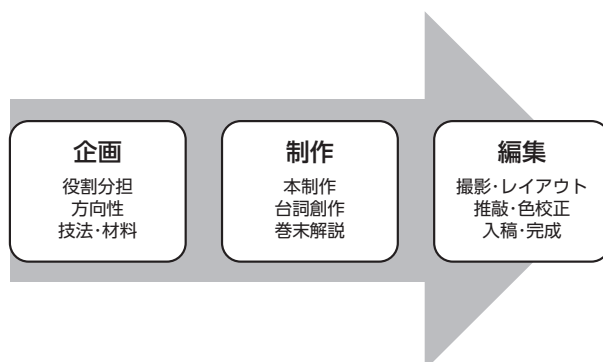 企画
役割分担
方向性
技法・材料
制作
本制作
台詞創作
巻末解説
編集
撮影・レイアウト
推敲・色校正
入稿・完成